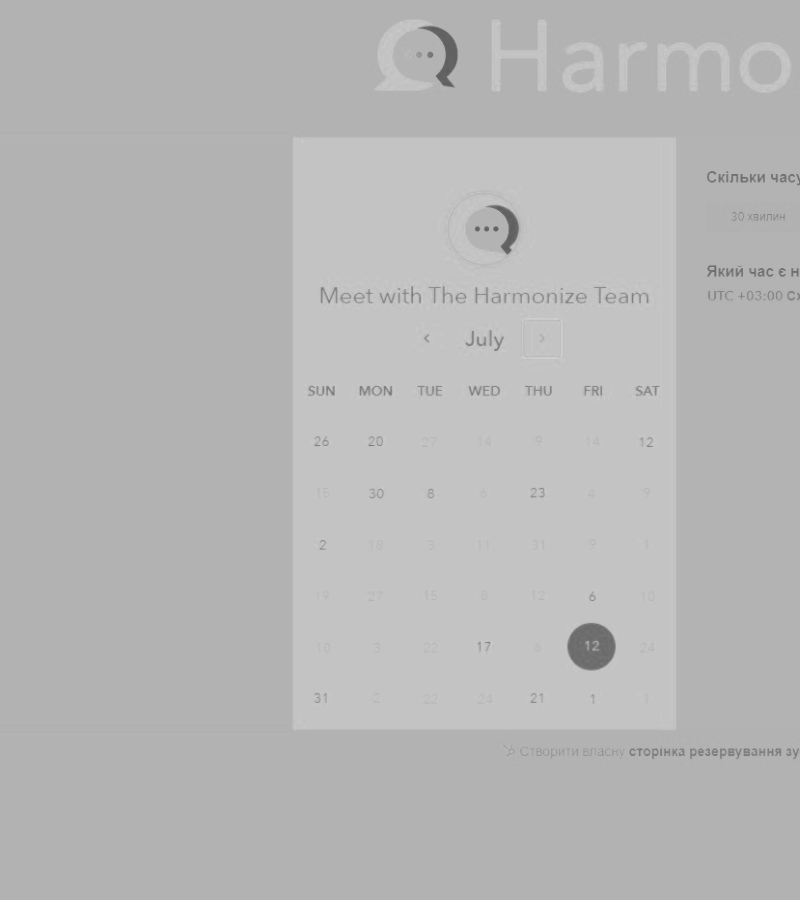 Harmo
Meet with The Harmonize Team
July
SUN MON TUE WED THU FRI SAT
26 20 27 14 9 14 12
15 30 8 6 23 4 9
2 18 3 11 31 9 1
19 27 15 8 12 6 10
10 3 22 17 6 12 24
31 2 22 24 21 1 1
Скільки часу
30 хвилин
Який час є н
UTC +03:00 Сх
Створити власну сторінка резервування зу